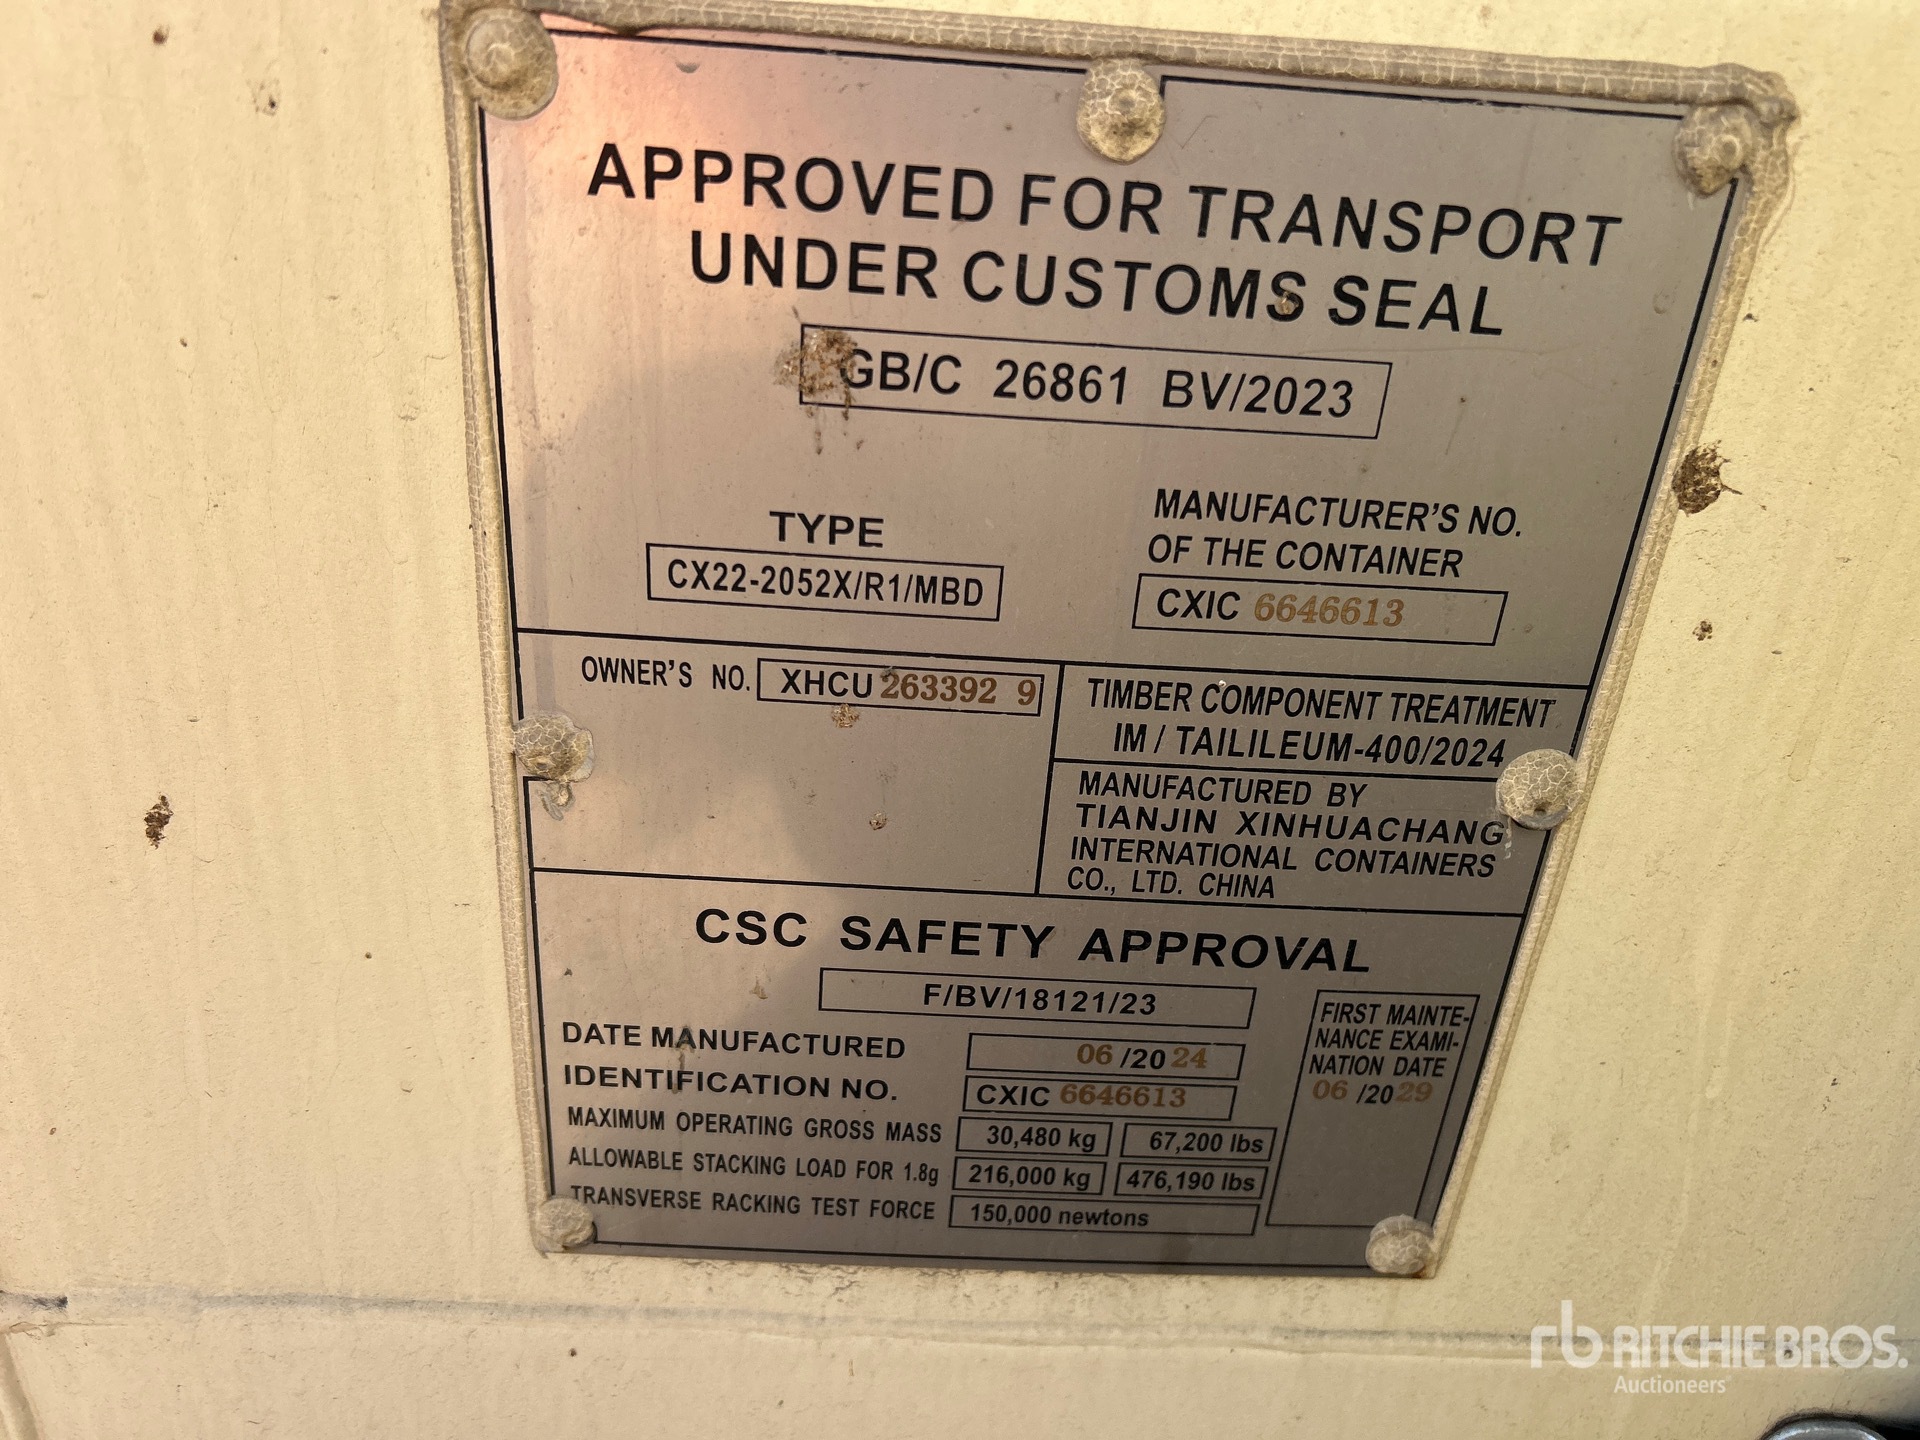 APPROVED FOR TRANSPORT
UNDER CUSTOMS SEAL
GB/C 26861 BV/2023
TYPE
CX22-2052X/R1/MBD
MANUFACTURER'S NO.
OF THE CONTAINER
CXIC 6646613
OWNER'S NO. XHCU 263392 9
TIMBER COMPONENT TREATMENT
IM / TAILILEUM-400/2024
MANUFACTURED BY
TIANJIN XINHUACHANG
INTERNATIONAL CONTAINERS
CO., LTD. CHINA
CSC SAFETY APPROVAL
F/BV/18121/23
DATE MANUFACTURED 06 /20 24
IDENTIFICATION NO. CXIC 6646613
MAXIMUM OPERATING GROSS MASS 30,480 kg 67,200 lbs
ALLOWABLE STACKING LOAD FOR 1.8g 216,000 kg 476,190 lbs
TRANSVERSE RACKING TEST FORCE 150,000 newtons
FIRST MAINTE-
NANCE EXAMI-
NATION DATE
06 /20 29
rb RITCHIE BROS.
Auctioneers